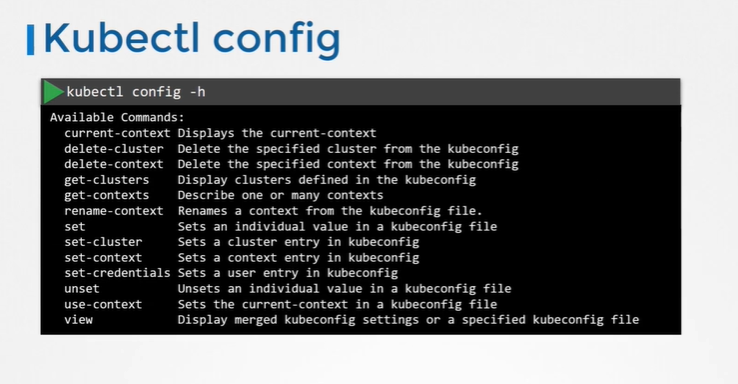 Kubectl config
kubectl config -h
Available Commands:
current-context Displays the current-context
delete-cluster Delete the specified cluster from the kubeconfig
delete-context Delete the specified context from the kubeconfig
get-clusters Display clusters defined in the kubeconfig
get-contexts Describe one or many contexts
rename-context Renames a context from the kubeconfig file.
set Sets an individual value in a kubeconfig file
set-cluster Sets a cluster entry in kubeconfig
set-context Sets a context entry in kubeconfig
set-credentials Sets a user entry in kubeconfig
unset Unsets an individual value in a kubeconfig file
use-context Sets the current-context in a kubeconfig file
view Display merged kubeconfig settings or a specified kubeconfig file